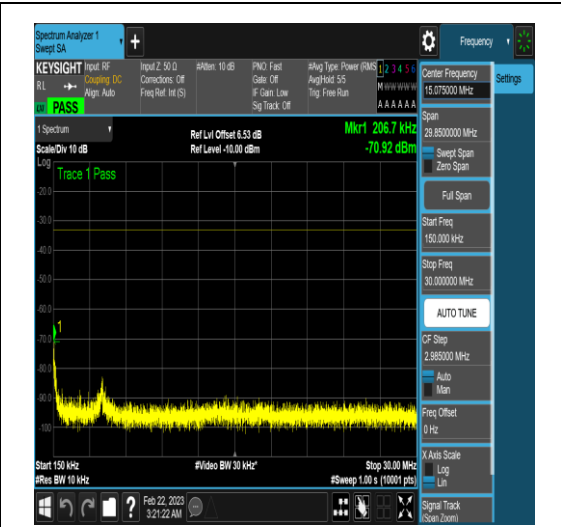 Spectrum Analyzer 1
Swept SA
Frequency
KEYSIGHT
RL
PASS
Input: RF
Coupling: DC
Align: Auto
Input Z: 50 Ω
Corrections: Off
Freq Ref: Int (S)
#Atten: 10 dB
PNO: Fast
Gate: Off
IF Gain: Low
Sig Track: Off
#Avg Type: Power (RMS
Avg|Hold: 5/5
Trig: Free Run
1 2 3 4 5 6
M w w w w w
A A A A A A
Center Frequency
15.075000 MHz
Settings
Span
29.8500000 MHz
Swept Span
Zero Span
Full Span
Start Freq
150.000 kHz
Stop Freq
30.000000 MHz
AUTO TUNE
CF Step
2.985000 MHz
Auto
Man
Freq Offset
0 Hz
X Axis Scale
Log
Lin
Signal Track
(Span Zoom)
1 Spectrum
Scale/Div 10 dB
Log
Ref Lvl Offset 6.53 dB
Ref Level -10.00 dBm
Mkr1 206.7 kHz
-70.92 dBm
Trace 1 Pass
-20.0
-30.0
-40.0
-50.0
-60.0
1
-70.0
-80.0
-90.0
-100
Start 150 kHz
#Res BW 10 kHz
#Video BW 30 kHz*
Stop 30.00 MHz
#Sweep 1.00 s (10001 pts)
?
Feb 22, 2023
3:21:22 AM